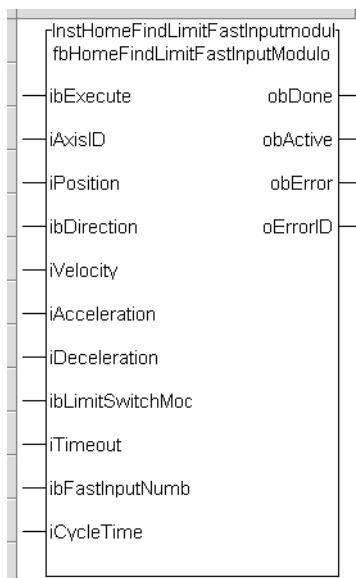 InstHomeFindLimitFastInputmodul
fbHomeFindLimitFastInputModulo
ibExecute obDone
iAxisID obActive
iPosition obError
ibDirection oErrorID
iVelocity
iAcceleration
iDeceleration
ibLimitSwitchMoc
iTimeout
ibFastInputNumb
iCycleTime